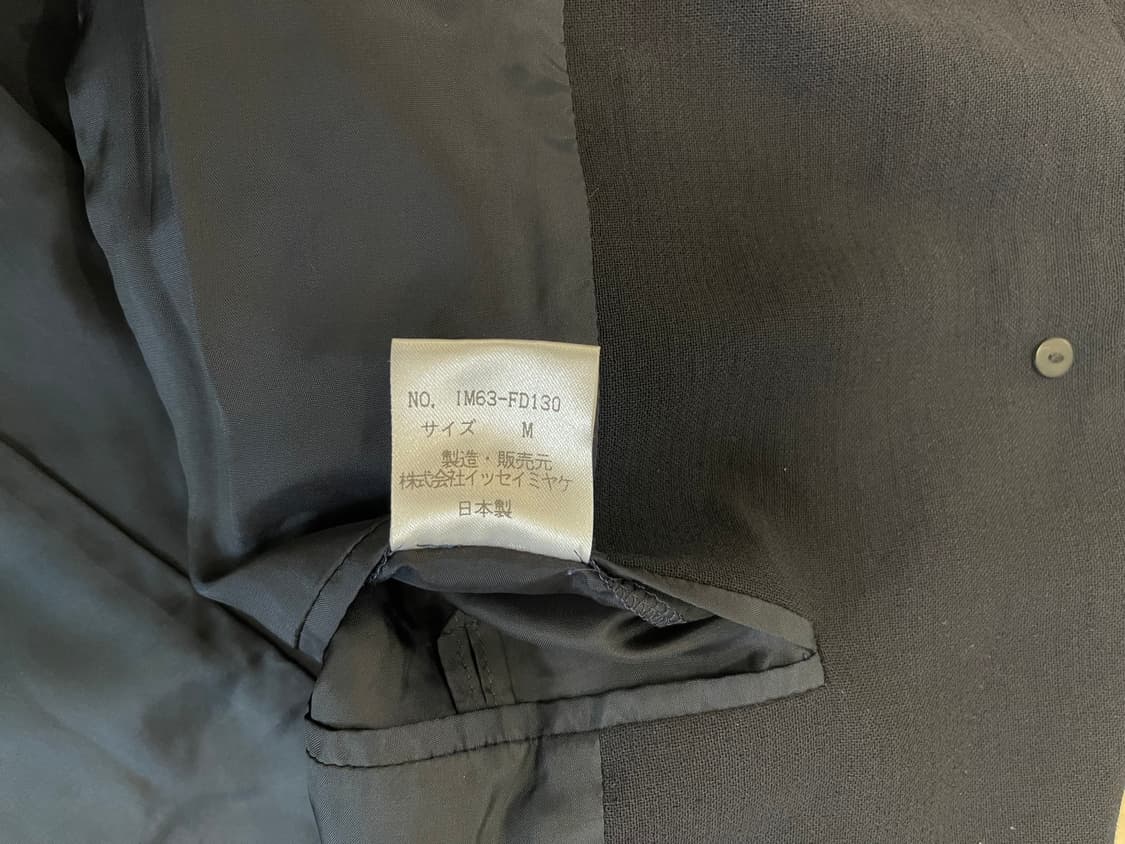 NO. IM63-FD130
サイズ M
製造・販売元
株式会社イッセイミヤケ
日本製